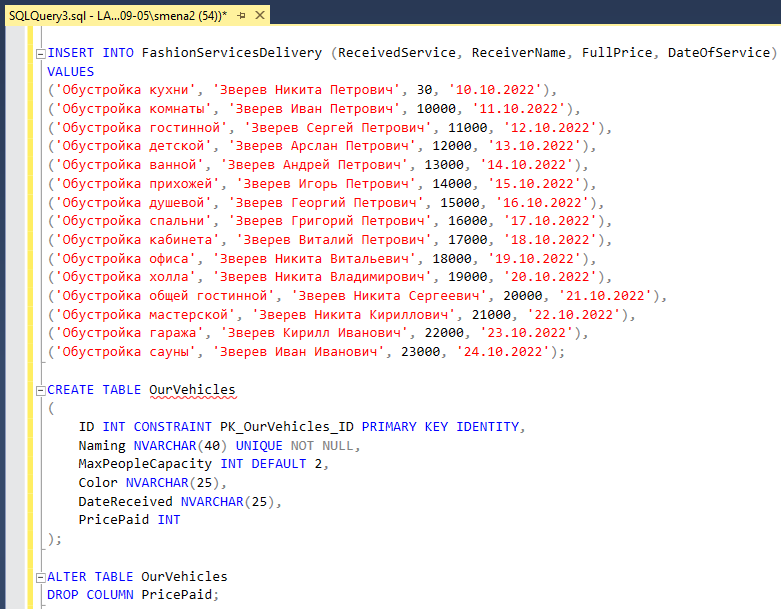 SQLQuery3.sql - LA...09-05\smena2 (54))*
INSERT INTO FashionServicesDelivery (ReceivedService, ReceiverName, FullPrice, DateOfService)
VALUES
('Обустройка кухни', 'Зверев Никита Петрович', 30, '10.10.2022'),
('Обустройка комнаты', 'Зверев Иван Петрович', 10000, '11.10.2022'),
('Обустройка гостинной', 'Зверев Сергей Петрович', 11000, '12.10.2022'),
('Обустройка детской', 'Зверев Арслан Петрович', 12000, '13.10.2022'),
('Обустройка ванной', 'Зверев Андрей Петрович', 13000, '14.10.2022'),
('Обустройка прихожей', 'Зверев Игорь Петрович', 14000, '15.10.2022'),
('Обустройка душевой', 'Зверев Георгий Петрович', 15000, '16.10.2022'),
('Обустройка спальни', 'Зверев Григорий Петрович', 16000, '17.10.2022'),
('Обустройка кабинета', 'Зверев Виталий Петрович', 17000, '18.10.2022'),
('Обустройка офиса', 'Зверев Никита Витальевич', 18000, '19.10.2022'),
('Обустройка холла', 'Зверев Никита Владимирович', 19000, '20.10.2022'),
('Обустройка общей гостинной', 'Зверев Никита Сергеевич', 20000, '21.10.2022'),
('Обустройка мастерской', 'Зверев Никита Кириллович', 21000, '22.10.2022'),
('Обустройка гаража', 'Зверев Кирилл Иванович', 22000, '23.10.2022'),
('Обустройка сауны', 'Зверев Иван Иванович', 23000, '24.10.2022');
CREATE TABLE OurVehicles
(
ID INT CONSTRAINT PK_OurVehicles_ID PRIMARY KEY IDENTITY,
Naming NVARCHAR(40) UNIQUE NOT NULL,
MaxPeopleCapacity INT DEFAULT 2,
Color NVARCHAR(25),
DateReceived NVARCHAR(25),
PricePaid INT
);
ALTER TABLE OurVehicles
DROP COLUMN PricePaid;